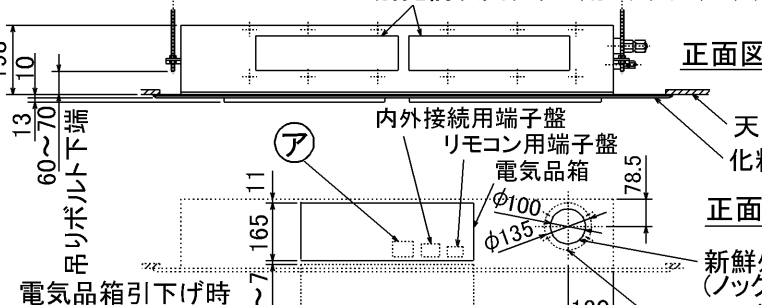 正面図
198
10
13
60～70
吊りボルト下端
天
化粧
内外接続用端子盤
リモコン用端子盤
電気品箱
ア
11
165
φ100
φ135
78.5
正面
新鮮
(ノック
電気品箱引下げ時